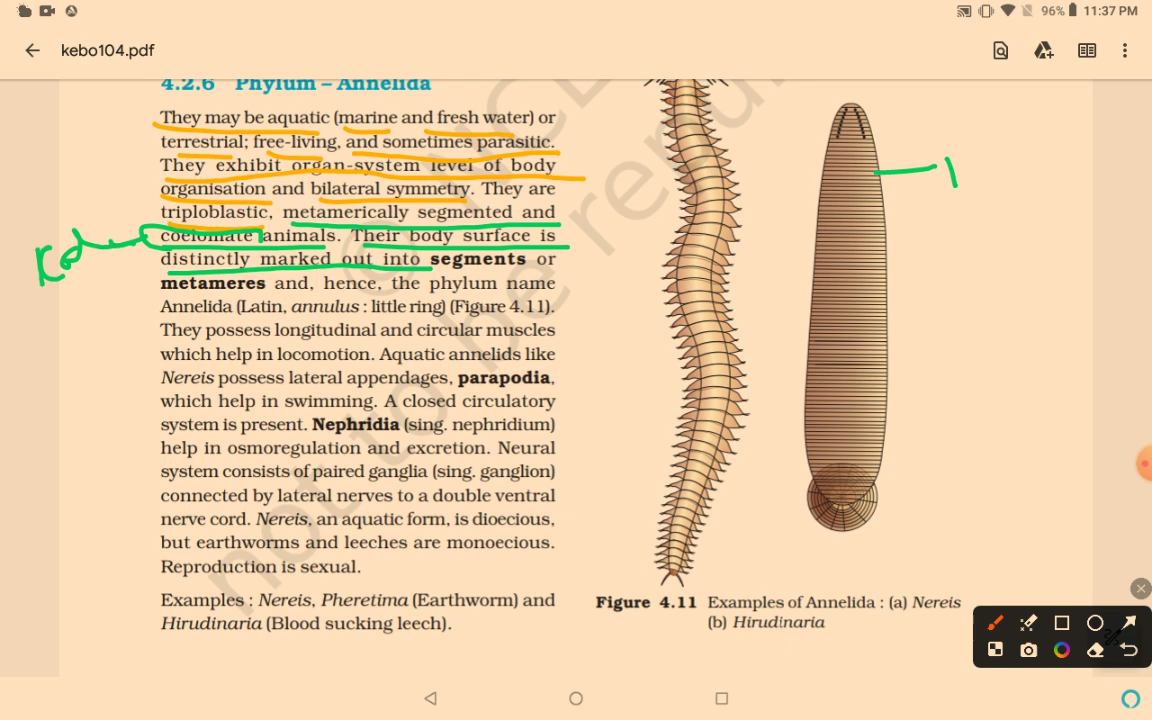 96% 11:37 PM
kebo104.pdf
4.2.6 Phylum – Annelida
They may be aquatic (marine and fresh water) or
terrestrial; free-living, and sometimes parasitic.
They exhibit organ-system level of body
organisation and bilateral symmetry. They are
triploblastic, metamerically segmented and
coelomate animals. Their body surface is
distinctly marked out into segments or
metameres and, hence, the phylum name
Annelida (Latin, annulus : little ring) (Figure 4.11).
They possess longitudinal and circular muscles
which help in locomotion. Aquatic annelids like
Nereis possess lateral appendages, parapodia,
which help in swimming. A closed circulatory
system is present. Nephridia (sing. nephridium)
help in osmoregulation and excretion. Neural
system consists of paired ganglia (sing. ganglion)
connected by lateral nerves to a double ventral
nerve cord. Nereis, an aquatic form, is dioecious,
but earthworms and leeches are monoecious.
Reproduction is sexual.
Examples : Nereis, Pheretima (Earthworm) and
Hirudinaria (Blood sucking leech).
Figure 4.11 Examples of Annelida : (a) Nereis
(b) Hirudinaria
not to be repu